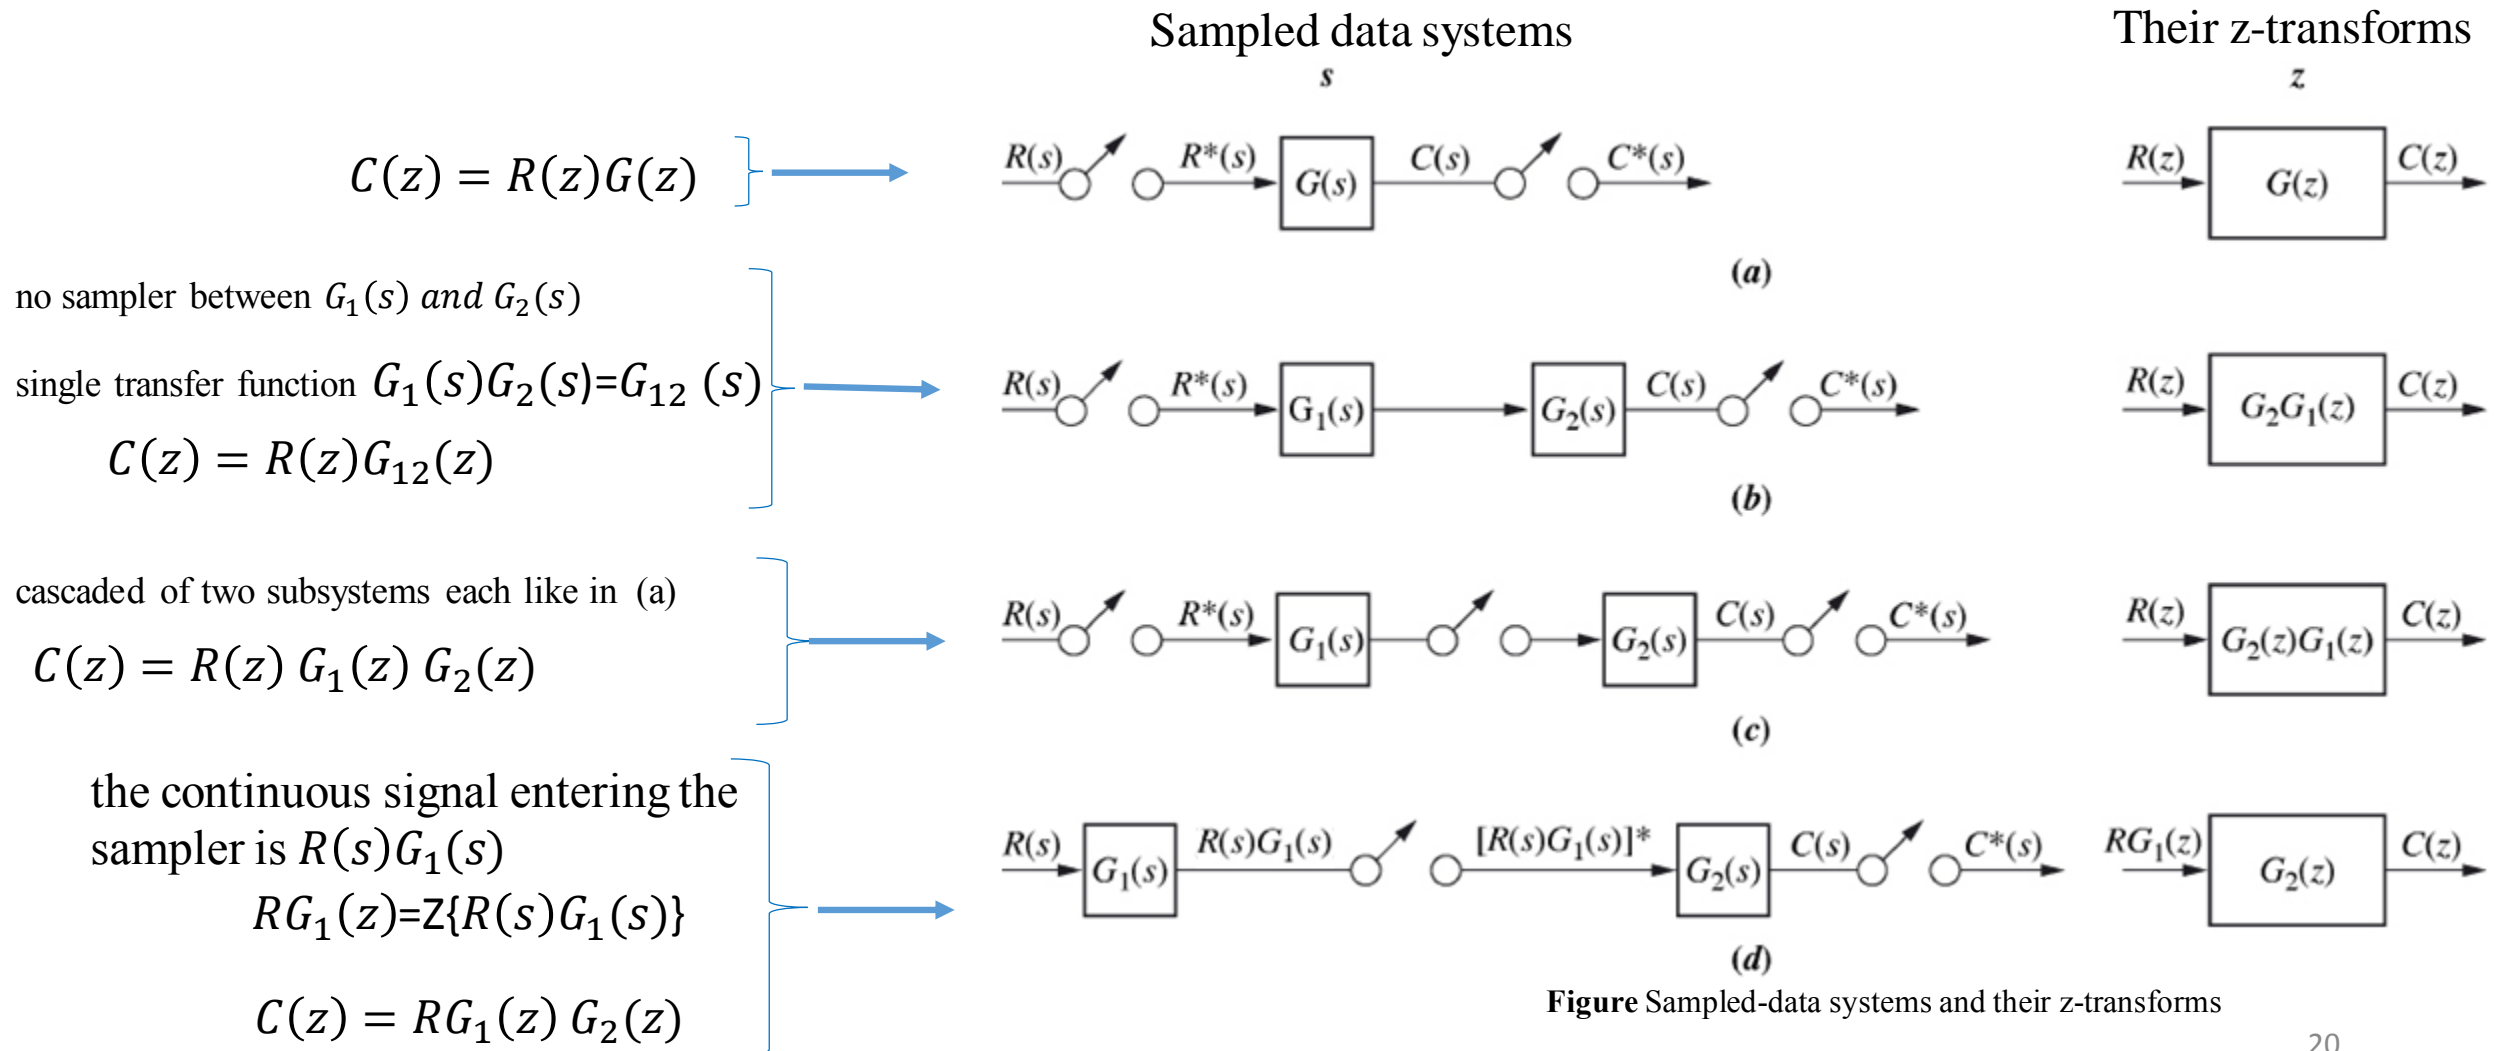 Sampled data systems
Their z-transforms
s
z
C(z) = R(z)G(z)
R(s) R*(s) G(s) C(s) C*(s)
R(z) G(z) C(z)
(a)
no sampler between G₁(s) and G₂(s)
single transfer function G₁(s)G₂(s)=G₁₂ (s)
C(z) = R(z)G₁₂(z)
R(s) R*(s) G₁(s) G₂(s) C(s) C*(s)
R(z) G₂G₁(z) C(z)
(b)
cascaded of two subsystems each like in (a)
C(z) = R(z) G₁(z) G₂(z)
R(s) R*(s) G₁(s) G₂(s) C(s) C*(s)
R(z) G₂(z)G₁(z) C(z)
(c)
the continuous signal entering the
sampler is R(s)G₁(s)
RG₁(z)=Z{R(s)G₁(s)}
C(z) = RG₁(z) G₂(z)
R(s) G₁(s) R(s)G₁(s) [R(s)G₁(s)]* G₂(s) C(s) C*(s)
RG₁(z) G₂(z) C(z)
(d)
Figure Sampled-data systems and their z-transforms
20